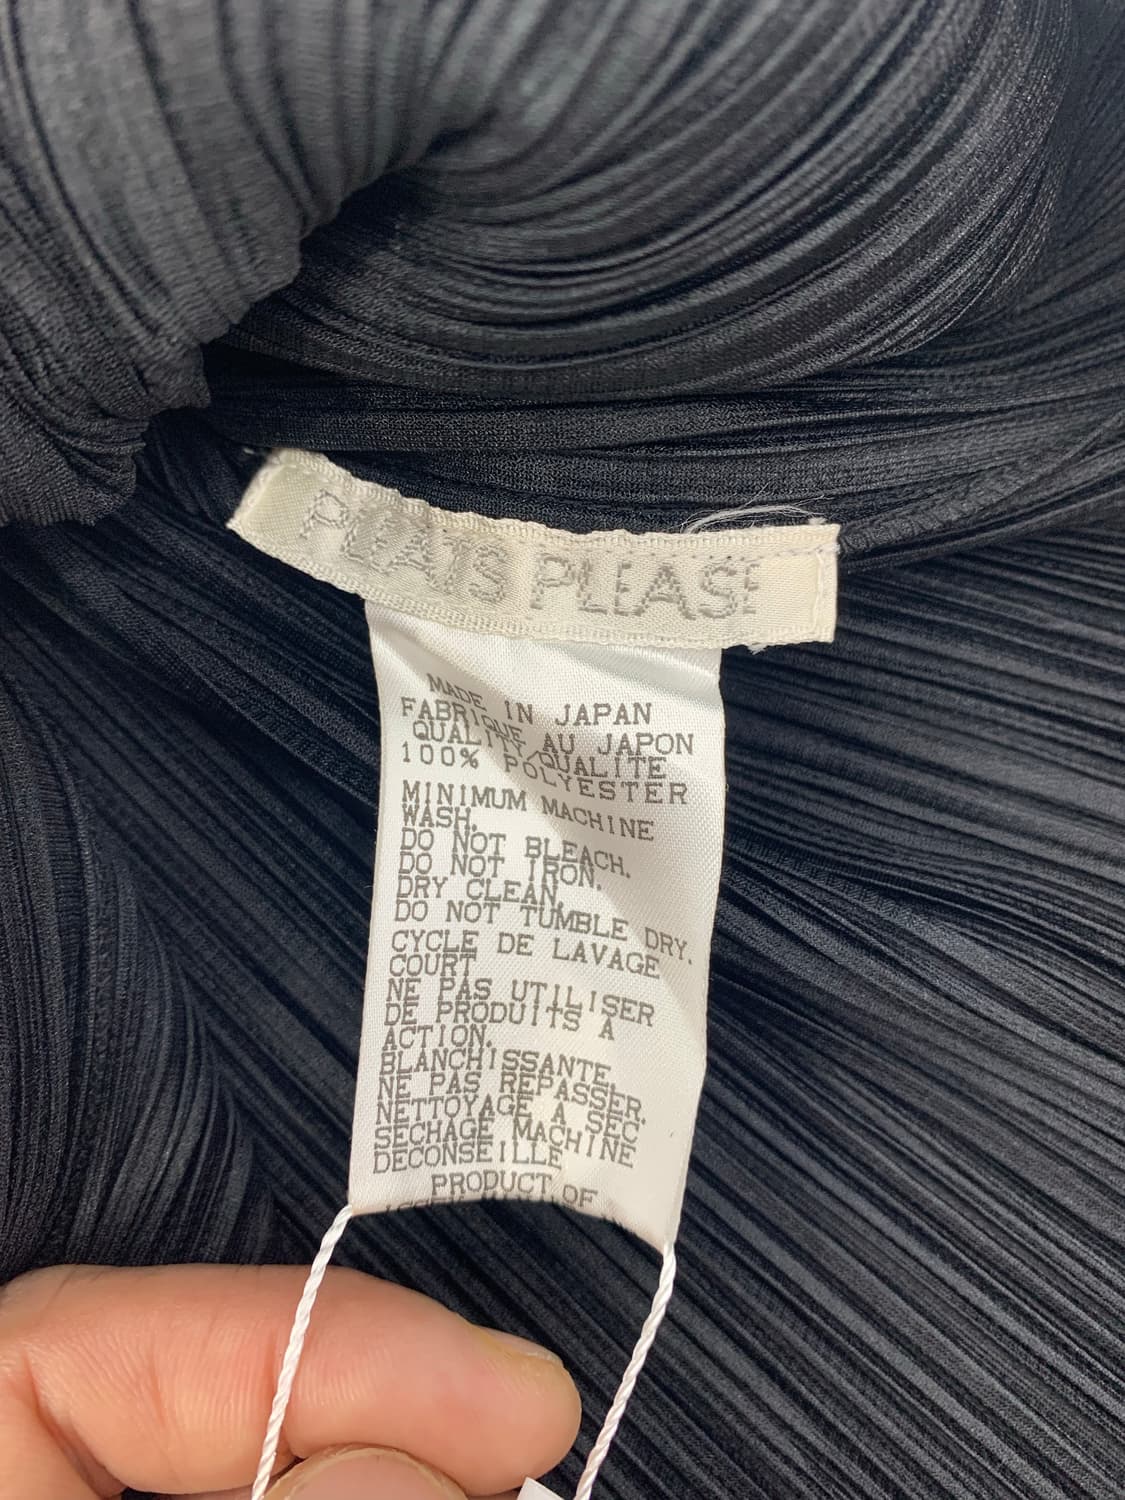 PLEATS PLEASE
MADE IN JAPAN
FABRIQUE AU JAPON
QUALITY/QUALITE
100% POLYESTER
MINIMUM MACHINE
WASH.
DO NOT BLEACH.
DO NOT IRON.
DRY CLEAN.
DO NOT TUMBLE DRY.
CYCLE DE LAVAGE
COURT
NE PAS UTILISER
DE PRODUITS A
ACTION.
BLANCHISSANTE.
NE PAS REPASSER.
NETTOYAGE A SEC
SECHAGE MACHINE
DECONSEILLE
PRODUCT OF